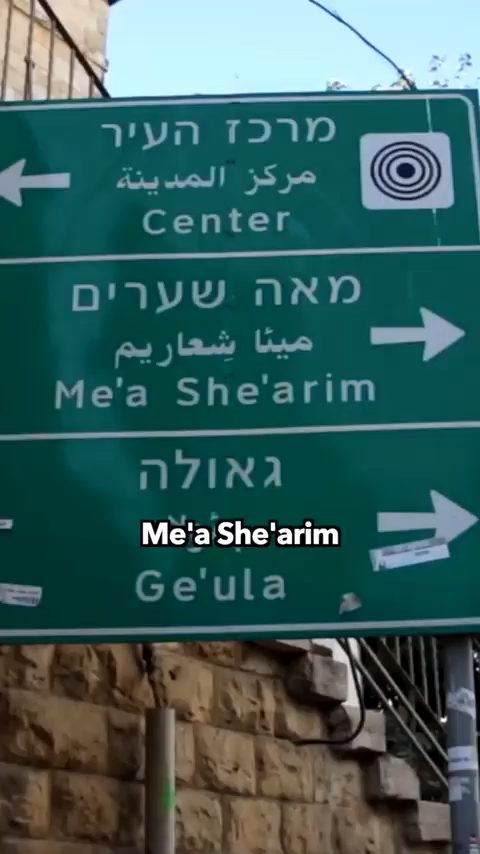 מרכז העיר
مركز المدينة
Center
מאה שערים
ميئا شِعاريم
Me'a She'arim
גאולה
Me'a She'arim
Ge'ula